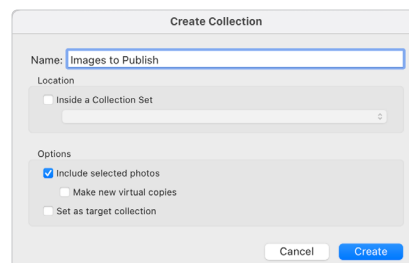 Create Collection
Name: Images to Publish
Location
Inside a Collection Set
Options
Include selected photos
Make new virtual copies
Set as target collection
Cancel Create